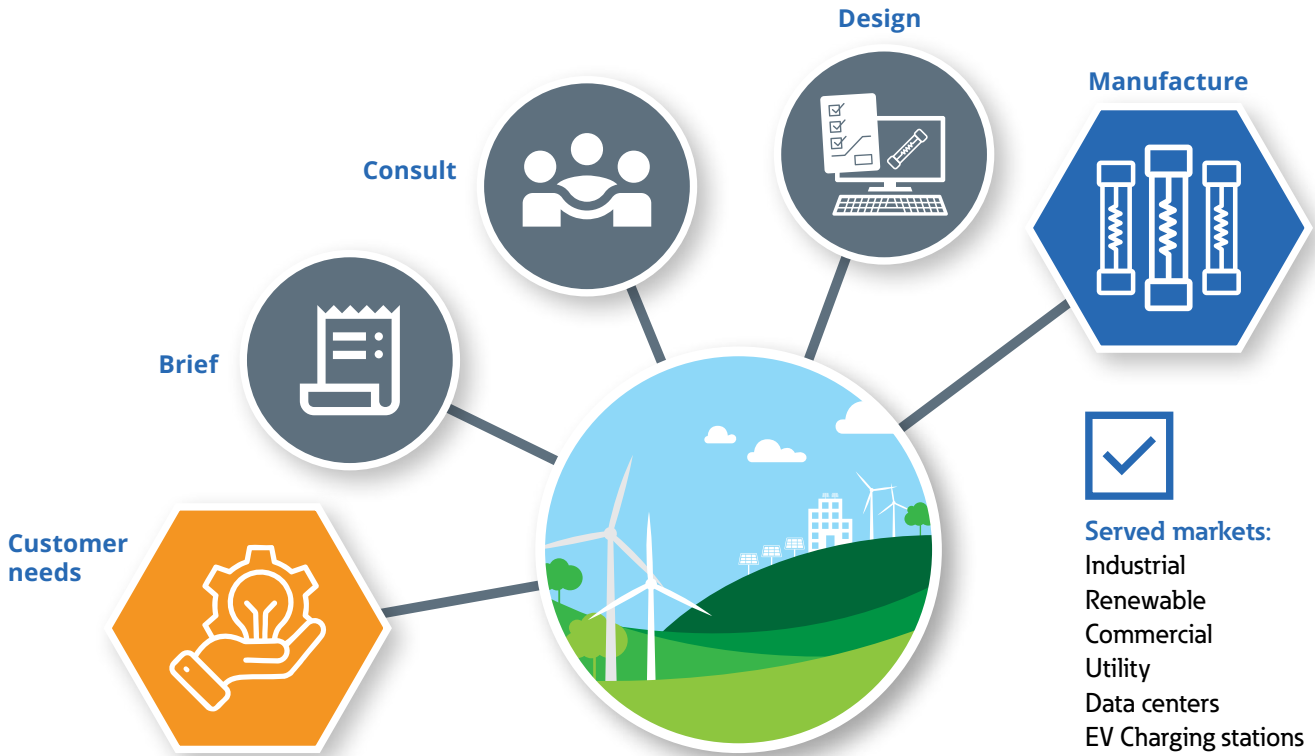 Design
Manufacture
Consult
Brief
Customer
needs
Served markets:
Industrial
Renewable
Commercial
Utility
Data centers
EV Charging stations